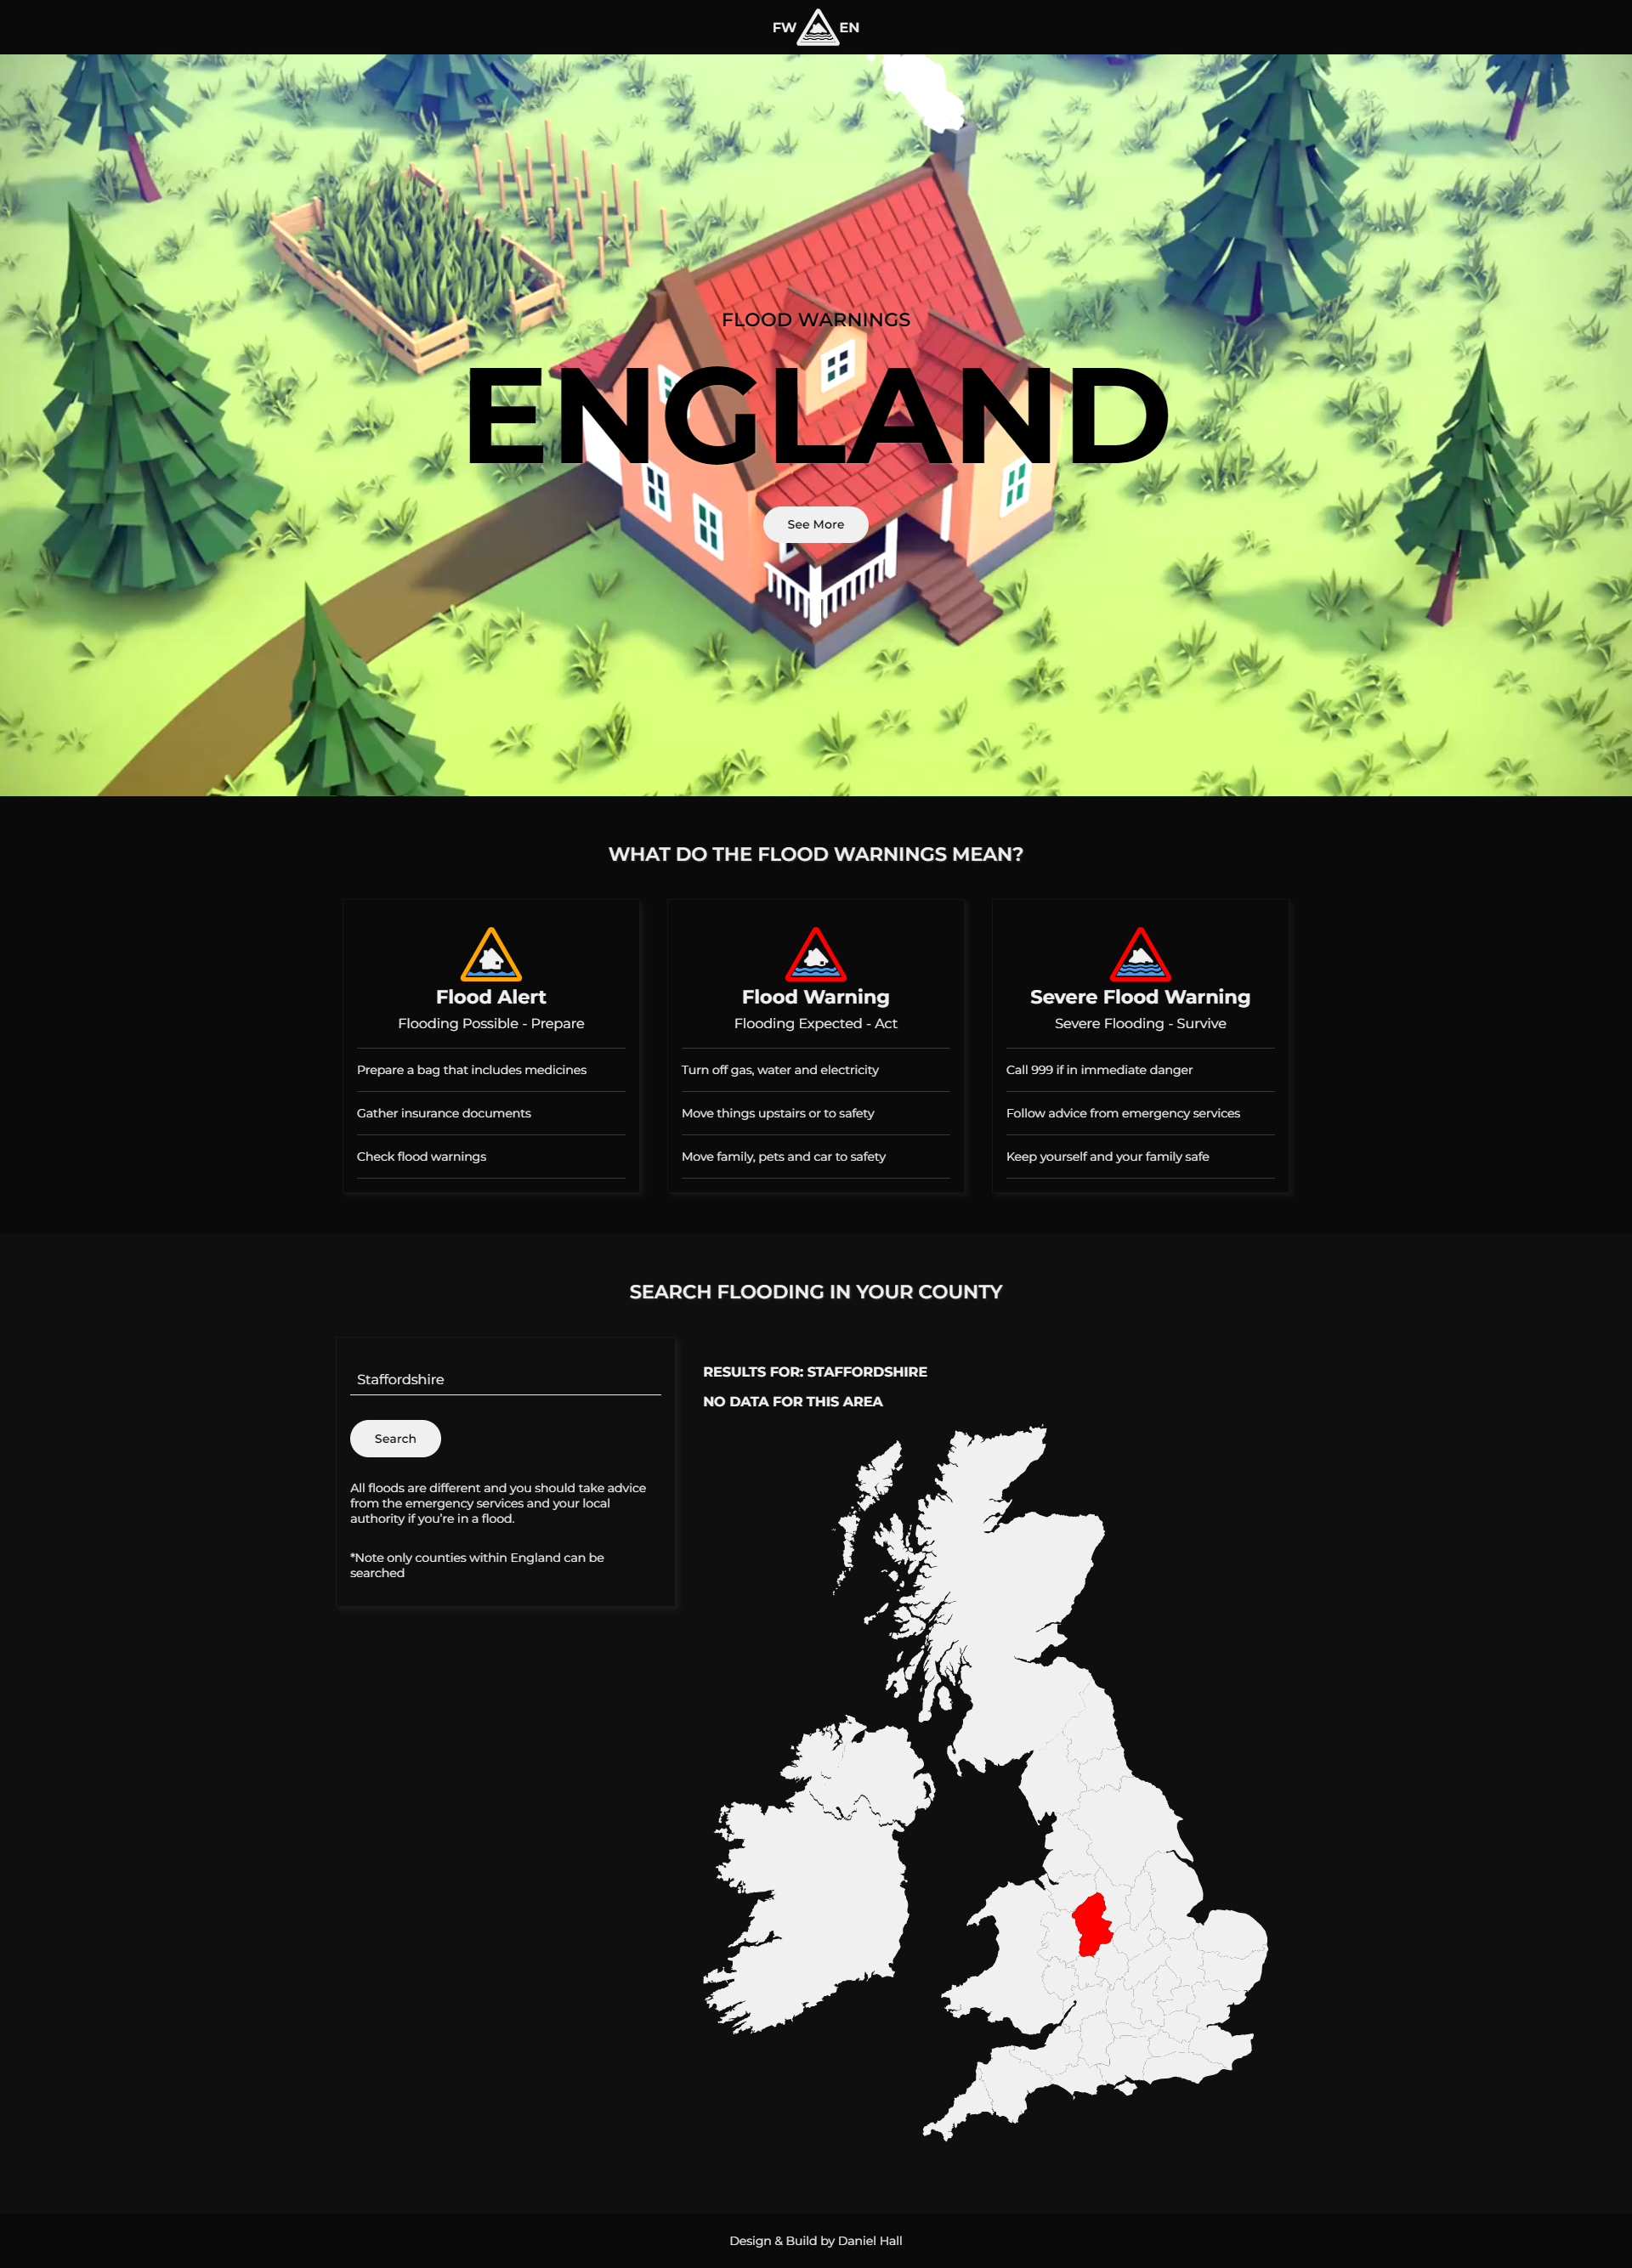 FW EN
FLOOD WARNINGS
ENGLAND
See More
WHAT DO THE FLOOD WARNINGS MEAN?
Flood Alert
Flooding Possible - Prepare
Prepare a bag that includes medicines
Gather insurance documents
Check flood warnings
Flood Warning
Flooding Expected - Act
Turn off gas, water and electricity
Move things upstairs or to safety
Move family, pets and car to safety
Severe Flood Warning
Severe Flooding - Survive
Call 999 if in immediate danger
Follow advice from emergency services
Keep yourself and your family safe
SEARCH FLOODING IN YOUR COUNTY
Staffordshire
Search
All floods are different and you should take advice
from the emergency services and your local
authority if you're in a flood.
*Note only counties within England can be
searched
RESULTS FOR: STAFFORDSHIRE
NO DATA FOR THIS AREA
Design & Build by Daniel Hall